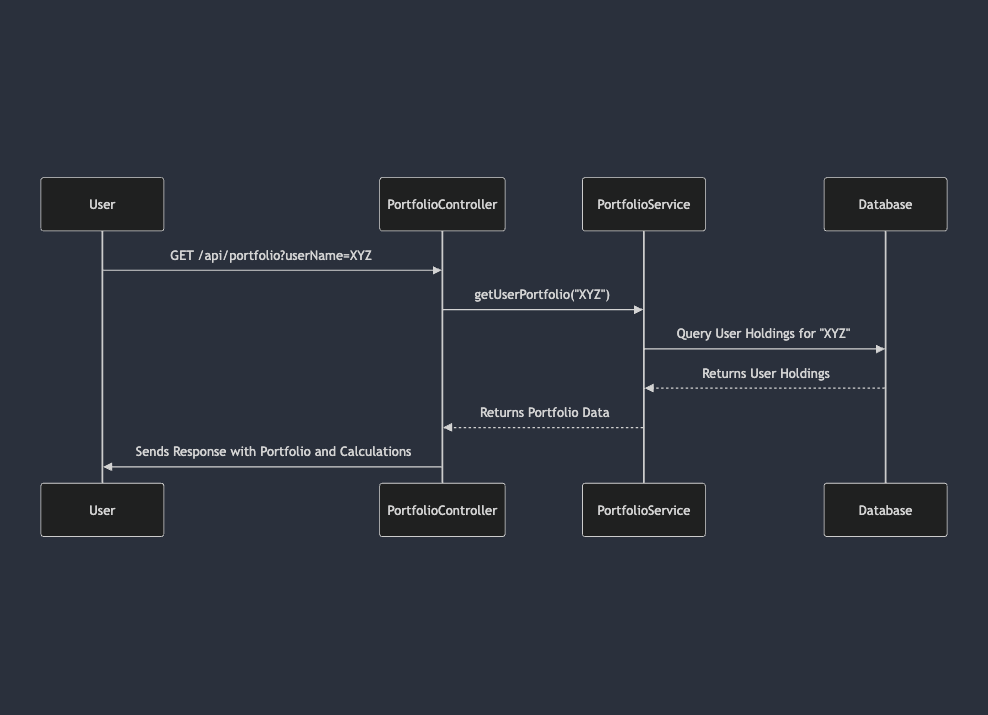 User
PortfolioController
PortfolioService
Database
GET /api/portfolio?userName=XYZ
getUserPortfolio("XYZ")
Query User Holdings for "XYZ"
Returns User Holdings
Returns Portfolio Data
Sends Response with Portfolio and Calculations
User
PortfolioController
PortfolioService
Database